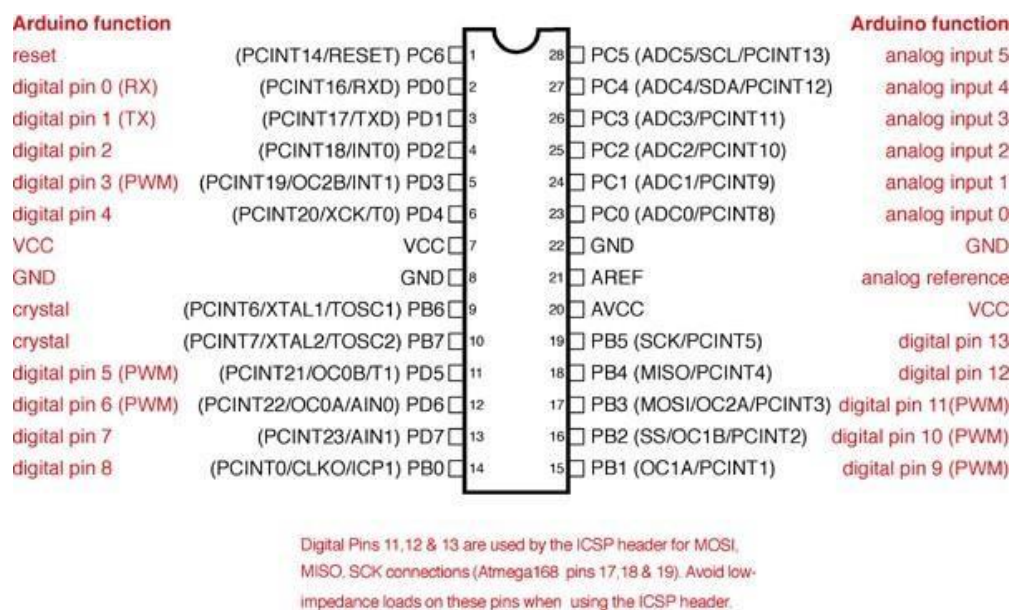 Arduino function Arduino function
reset (PCINT14/RESET) PC6 1 28 PC5 (ADC5/SCL/PCINT13) analog input 5
digital pin 0 (RX) (PCINT16/RXD) PD0 2 27 PC4 (ADC4/SDA/PCINT12) analog input 4
digital pin 1 (TX) (PCINT17/TXD) PD1 3 26 PC3 (ADC3/PCINT11) analog input 3
digital pin 2 (PCINT18/INT0) PD2 4 25 PC2 (ADC2/PCINT10) analog input 2
digital pin 3 (PWM) (PCINT19/OC2B/INT1) PD3 5 24 PC1 (ADC1/PCINT9) analog input 1
digital pin 4 (PCINT20/XCK/T0) PD4 6 23 PC0 (ADC0/PCINT8) analog input 0
VCC VCC 7 22 GND GND
GND GND 8 21 AREF analog reference
crystal (PCINT6/XTAL1/TOSC1) PB6 9 20 AVCC VCC
crystal (PCINT7/XTAL2/TOSC2) PB7 10 19 PB5 (SCK/PCINT5) digital pin 13
digital pin 5 (PWM) (PCINT21/OC0B/T1) PD5 11 18 PB4 (MISO/PCINT4) digital pin 12
digital pin 6 (PWM) (PCINT22/OC0A/AIN0) PD6 12 17 PB3 (MOSI/OC2A/PCINT3) digital pin 11(PWM)
digital pin 7 (PCINT23/AIN1) PD7 13 16 PB2 (SS/OC1B/PCINT2) digital pin 10 (PWM)
digital pin 8 (PCINT0/CLKO/ICP1) PB0 14 15 PB1 (OC1A/PCINT1) digital pin 9 (PWM)
Digital Pins 11,12 & 13 are used by the ICSP header for MOSI,
MISO, SCK connections (Atmega168 pins 17,18 & 19). Avoid low-
impedance loads on these pins when using the ICSP header.